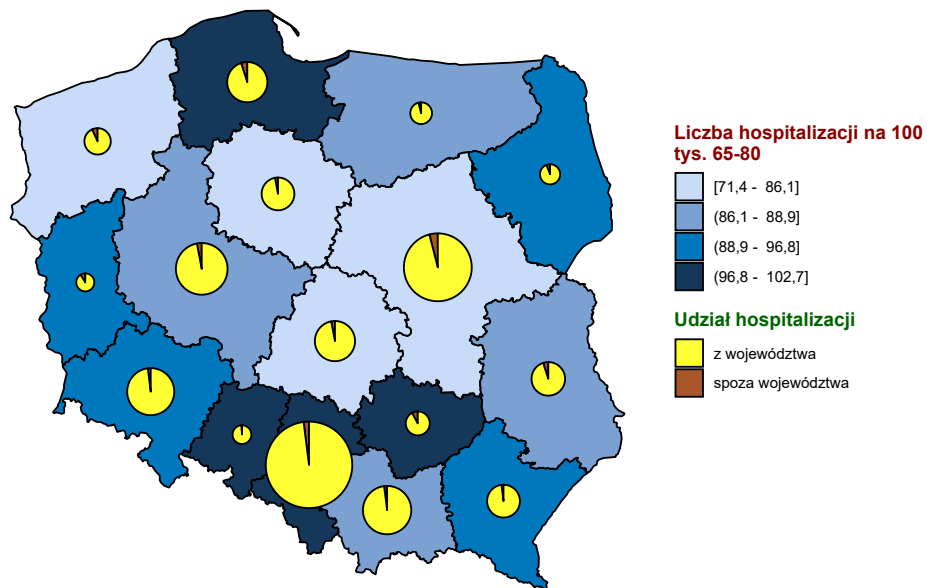 Liczba hospitalizacji na 100
tys. 65-80
[71,4 - 86,1]
(86,1 - 88,9]
(88,9 - 96,8]
(96,8 - 102,7]
Udział hospitalizacji
z województwa
spoza województwa